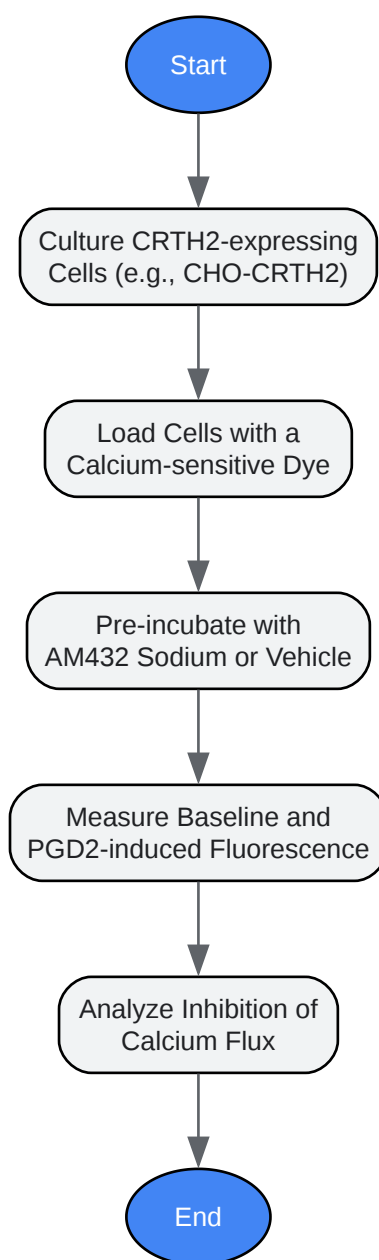 Start
Culture CRTH2-expressing
Cells (e.g., CHO-CRTH2)
Load Cells with a
Calcium-sensitive Dye
Pre-incubate with
AM432 Sodium or Vehicle
Measure Baseline and
PGD2-induced Fluorescence
Analyze Inhibition of
Calcium Flux
End